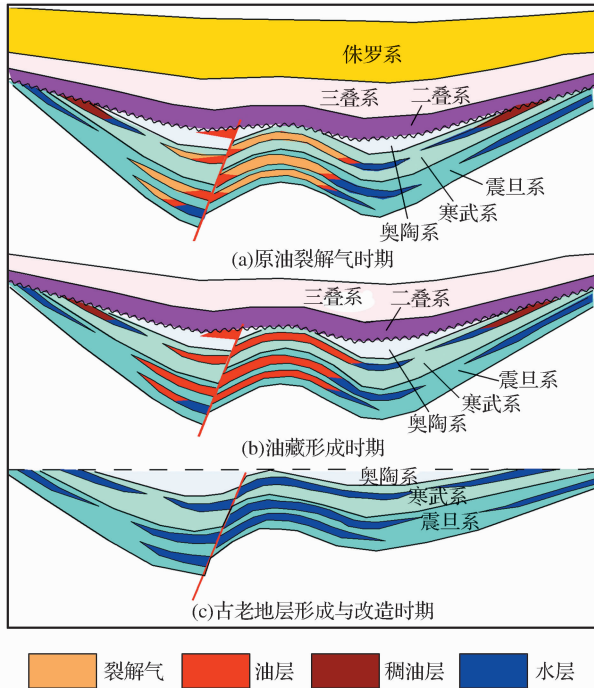 侏罗系
三叠系
二叠系
震旦系
寒武系
奥陶系
(a)原油裂解气时期
三叠系
二叠系
震旦系
寒武系
奥陶系
(b)油藏形成时期
奥陶系
寒武系
震旦系
(c)古老地层形成与改造时期
裂解气 油层 稠油层 水层